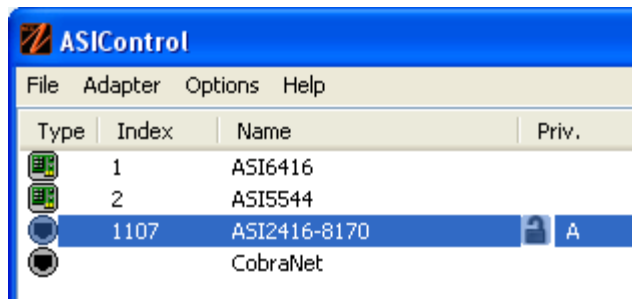 ASIControl
File Adapter Options Help
Type Index Name Priv.
1 ASI6416
2 ASI5544
1107 ASI2416-8170 A
CobraNet